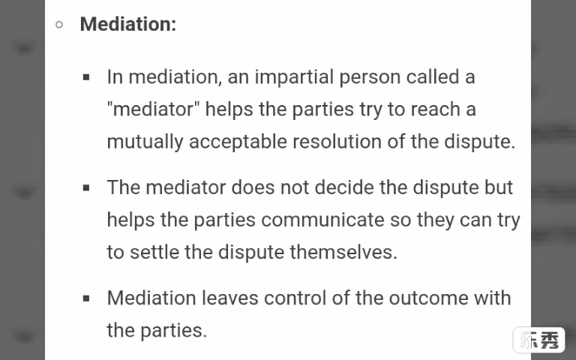 Mediation:
In mediation, an impartial person called a
"mediator" helps the parties try to reach a
mutually acceptable resolution of the dispute.
The mediator does not decide the dispute but
helps the parties communicate so they can try
to settle the dispute themselves.
Mediation leaves control of the outcome with
the parties.
乐秀